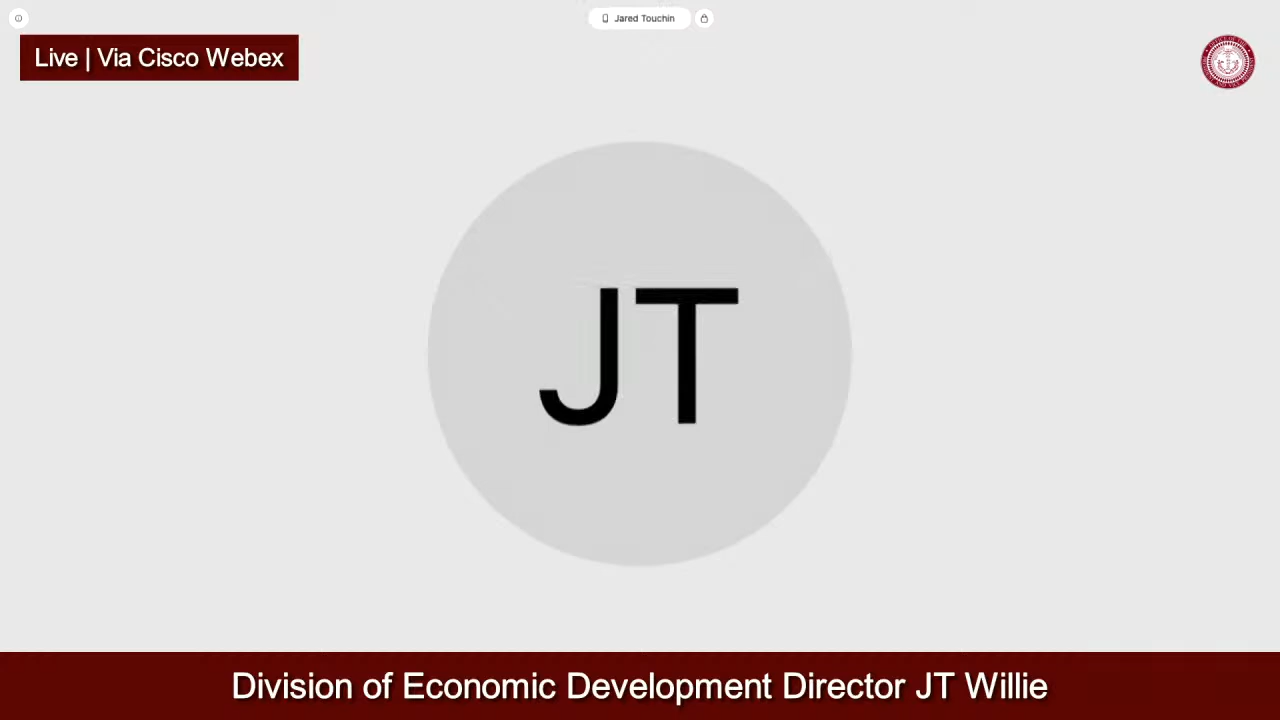 Jared Touchin
Live | Via Cisco Webex
JT
Division of Economic Development Director JT Willie